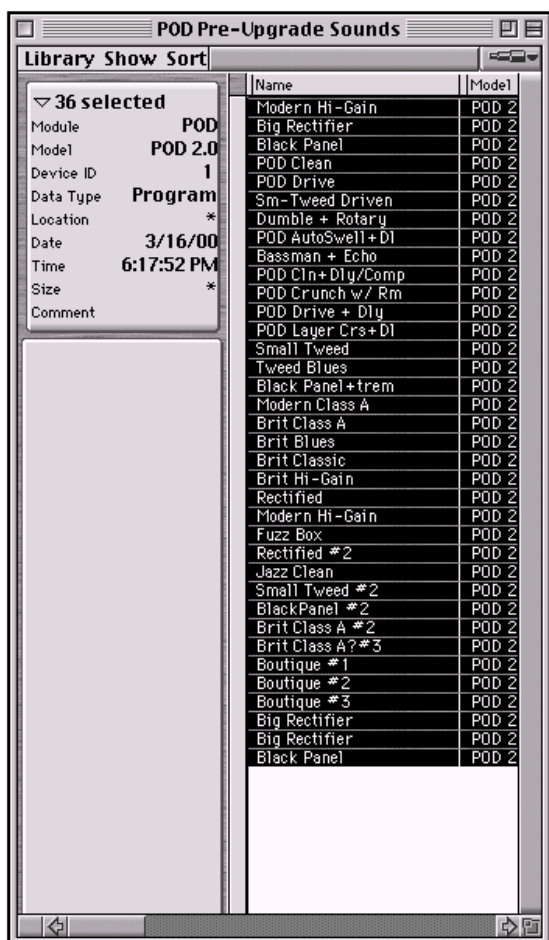 POD Pre-Upgrade Sounds
Library Show Sort
36 selected
Module POD
Model POD 2.0
Device ID 1
Data Type Program
Location *
Date 3/16/00
Time 6:17:52 PM
Size *
Comment
Name Model
Modern Hi-Gain POD 2
Big Rectifier POD 2
Black Panel POD 2
POD Clean POD 2
POD Drive POD 2
Sm-Tweed Driven POD 2
Dumble + Rotary POD 2
POD AutoSwell+Dl POD 2
Bassman + Echo POD 2
POD Cln+Dly/Comp POD 2
POD Crunch w/ Rm POD 2
POD Drive + Dly POD 2
POD Layer Crs+Dl POD 2
Small Tweed POD 2
Tweed Blues POD 2
Black Panel+trem POD 2
Modern Class A POD 2
Brit Class A POD 2
Brit Blues POD 2
Brit Classic POD 2
Brit Hi-Gain POD 2
Rectified POD 2
Modern Hi-Gain POD 2
Fuzz Box POD 2
Rectified #2 POD 2
Jazz Clean POD 2
Small Tweed #2 POD 2
BlackPanel #2 POD 2
Brit Class A #2 POD 2
Brit Class A?#3 POD 2
Boutique #1 POD 2
Boutique #2 POD 2
Boutique #3 POD 2
Big Rectifier POD 2
Big Rectifier POD 2
Black Panel POD 2